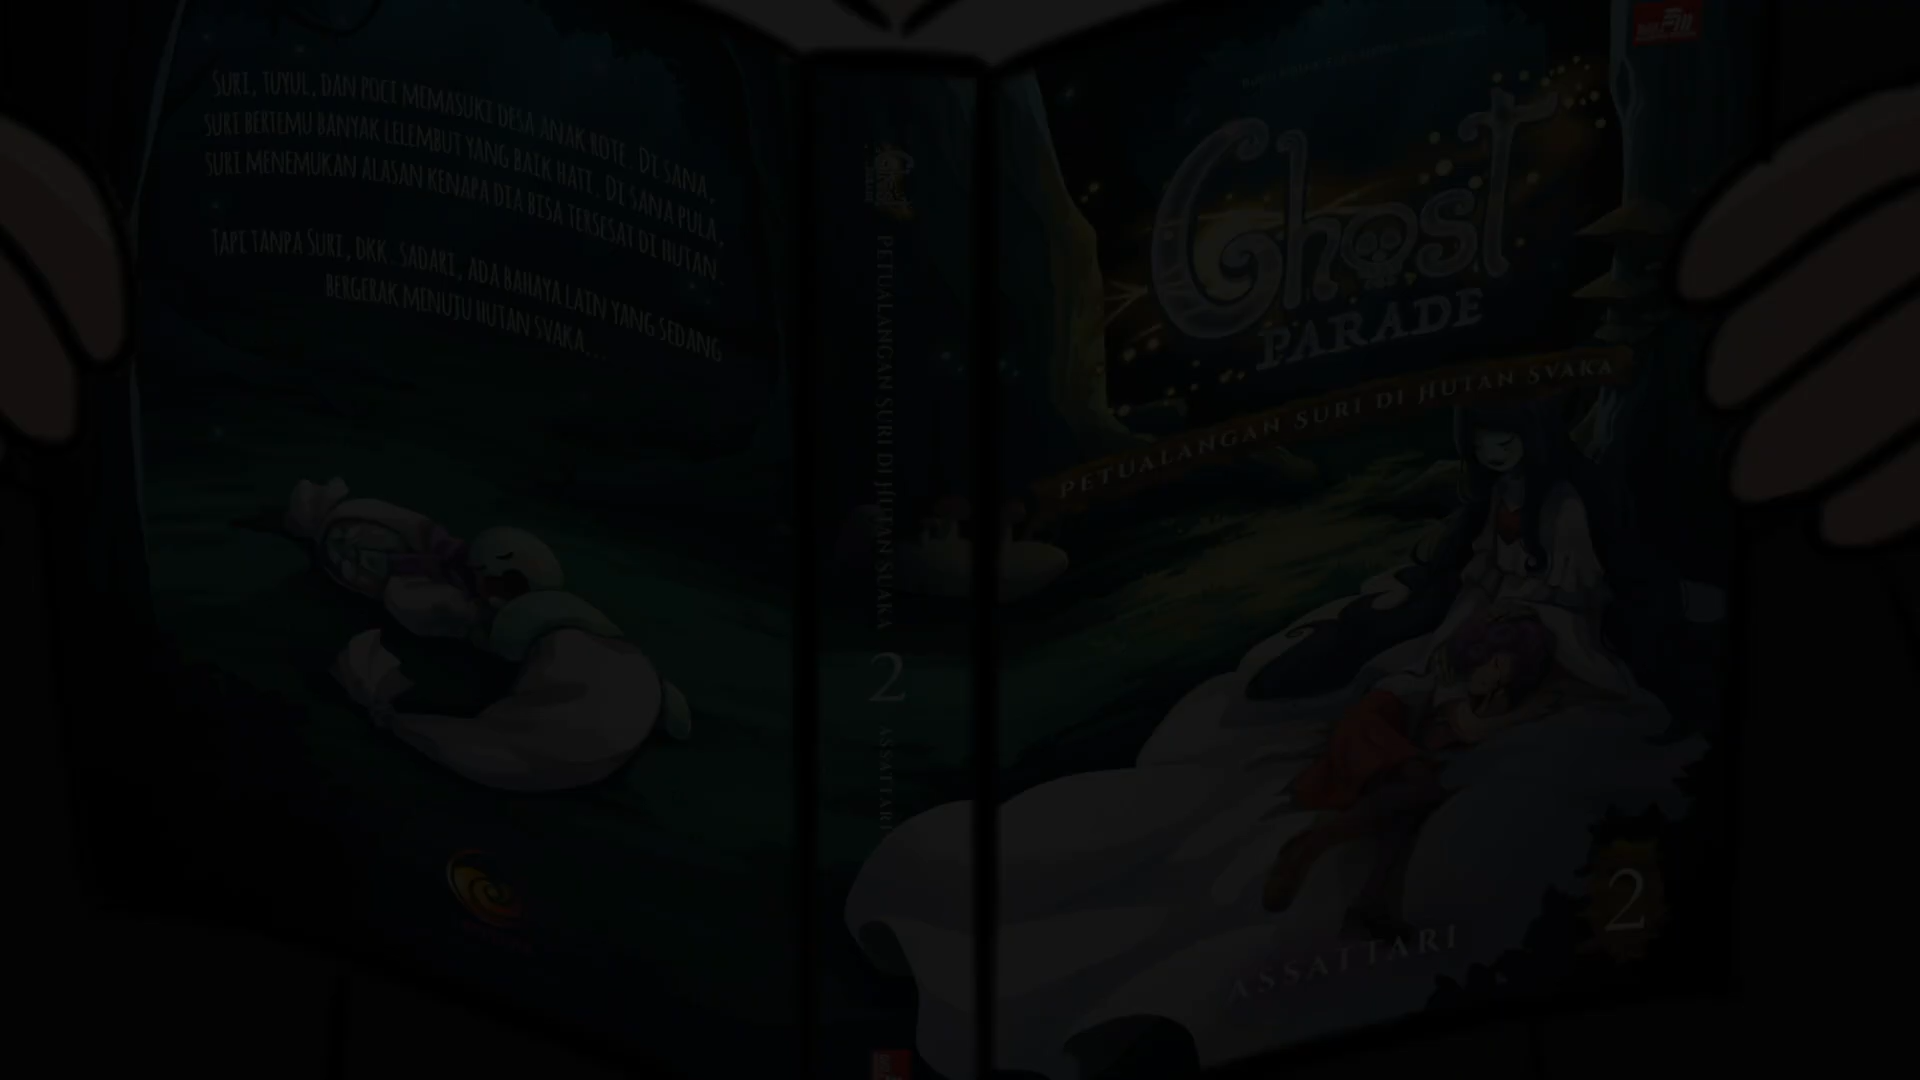 SURI, TUYUL, DAN POCI MEMASUKI DESA ANAK ROTE. DI SANA,
SURI BERTEMU BANYAK LELEMBUT YANG BAIK HATI. DI SANA PULA,
SURI MENEMUKAN ALASAN KENAPA DIA BISA TERSESAT DI HUTAN
TAPI TANPA SURI, DKK. SADARI, ADA BAHAYA LAIN YANG SEDANG
BERGERAK MENUJU HUTAN SVAKA...
PETUALANGAN SURI DI HUTAN SVAKA
2
ASSATTARI
Ghost
PARADE
PETUALANGAN SURI DI HUTAN SVAKA
2
ASSATTARI